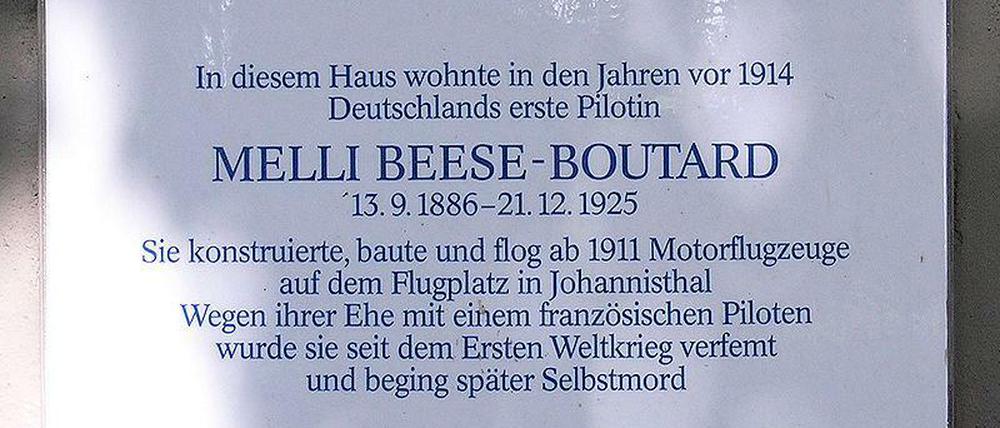 In diesem Haus wohnte in den Jahren vor 1914
Deutschlands erste Pilotin
MELLI BEESE-BOUTARD
13. 9. 1886–21. 12. 1925
Sie konstruierte, baute und flog ab 1911 Motorflugzeuge
auf dem Flugplatz in Johannisthal
Wegen ihrer Ehe mit einem französischen Piloten
wurde sie seit dem Ersten Weltkrieg verfemt
und beging später Selbstmord